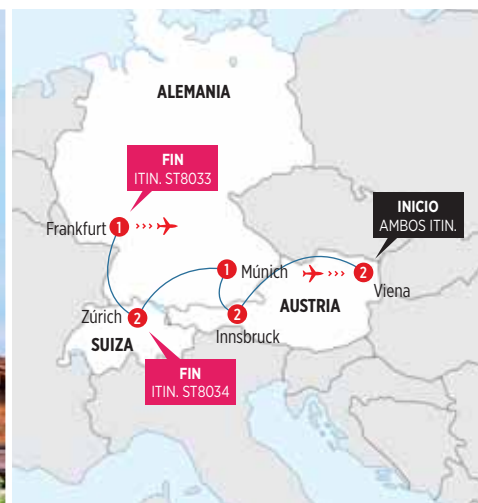 ALEMANIA
FIN
ITIN. ST8033
INICIO
AMBOS ITIN.
Frankfurt 1
1 Múnich
2
Viena
Zúrich 2
2
AUSTRIA
Innsbruck
SUIZA
FIN
ITIN. ST8034